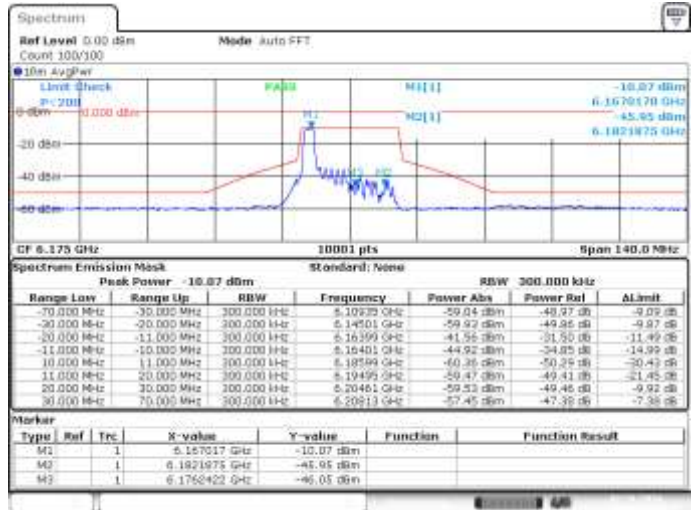 Spectrum
Ref Level 0.00 dBm Mode Auto FFT
Count 100/100
1Rm AvgPwr
Limit Check PASS M1[1] -10.07 dBm
P<200 6.1670170 GHz
0 dBm 0.000 dBm M1 M2[1] -45.95 dBm
6.1821875 GHz
-20 dBm
-40 dBm M3 M2
-60 dBm
CF 6.175 GHz 10001 pts Span 140.0 MHz
Spectrum Emission Mask Standard: None
Peak Power -10.07 dBm RBW 300.000 kHz
Range Low Range Up RBW Frequency Power Abs Power Rel ΔLimit
-70.000 MHz -30.000 MHz 300.000 kHz 6.10935 GHz -59.04 dBm -48.97 dB -9.09 dB
-30.000 MHz -20.000 MHz 300.000 kHz 6.14501 GHz -59.93 dBm -49.86 dB -9.87 dB
-20.000 MHz -11.000 MHz 300.000 kHz 6.16399 GHz -41.56 dBm -31.50 dB -11.49 dB
-11.000 MHz -10.000 MHz 300.000 kHz 6.16401 GHz -44.92 dBm -34.85 dB -14.99 dB
10.000 MHz 11.000 MHz 300.000 kHz 6.18599 GHz -60.36 dBm -50.29 dB -30.43 dB
11.000 MHz 20.000 MHz 300.000 kHz 6.19495 GHz -59.47 dBm -49.41 dB -21.45 dB
20.000 MHz 30.000 MHz 300.000 kHz 6.20461 GHz -59.53 dBm -49.46 dB -9.92 dB
30.000 MHz 70.000 MHz 300.000 kHz 6.20813 GHz -57.45 dBm -47.38 dB -7.38 dB
Marker
Type Ref Trc X-value Y-value Function Function Result
M1 1 6.167017 GHz -10.07 dBm
M2 1 6.1821875 GHz -45.95 dBm
M3 1 6.1762422 GHz -46.05 dBm